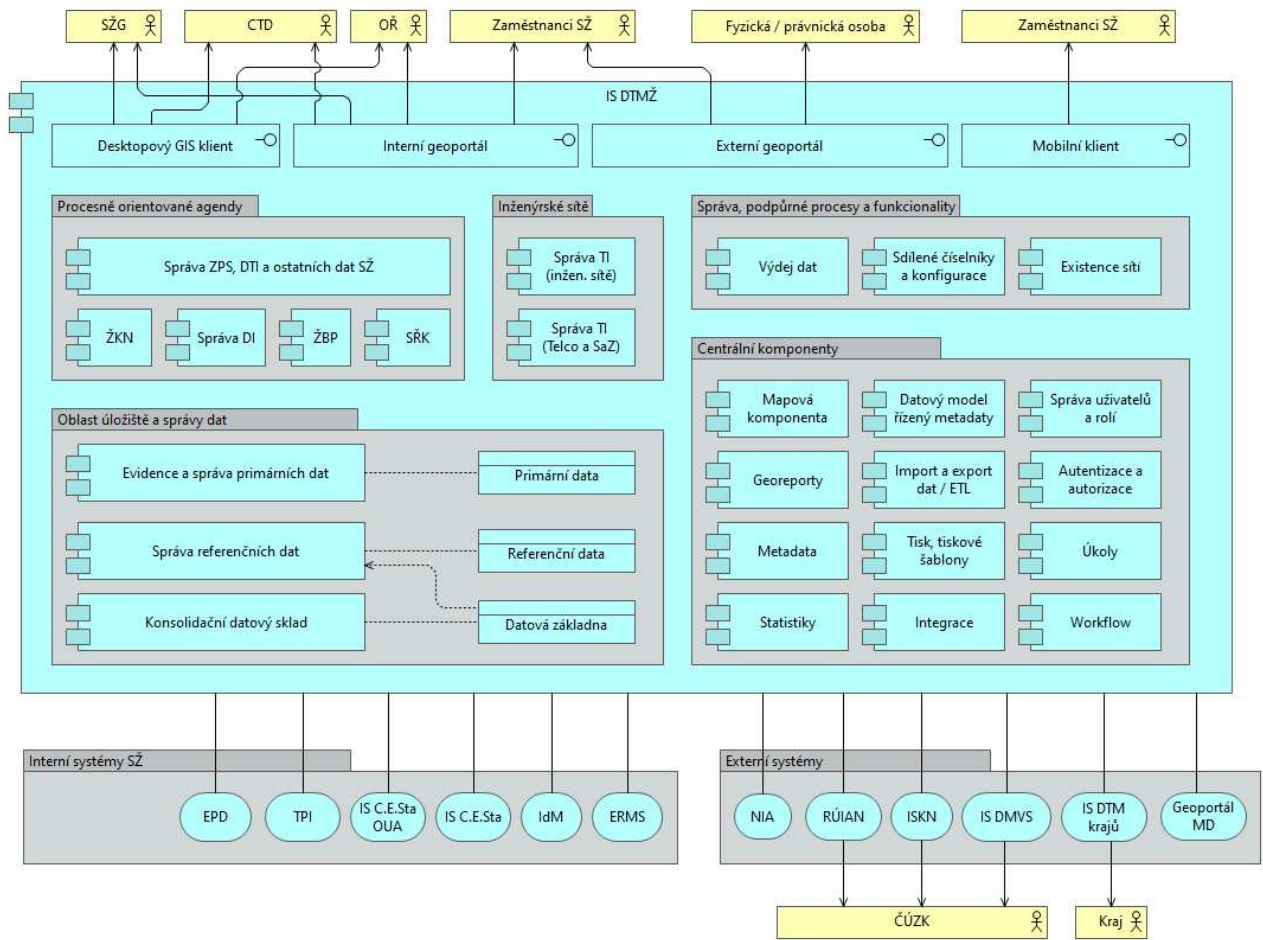 SŽG
CTD
OŘ
Zaměstnanci SŽ
Fyzická / právnická osoba
Zaměstnanci SŽ
IS DTMŽ
Desktopový GIS klient
Interní geoportál
Externí geoportál
Mobilní klient
Procesně orientované agendy
Správa ZPS, DTI a ostatních dat SŽ
ŽKN
Správa DI
ŽBP
SŘK
Inženýrské sítě
Správa TI
(inžen. sítě)
Správa TI
(Telco a SaZ)
Správa, podpůrné procesy a funkcionality
Výdej dat
Sdílené číselníky
a konfigurace
Existence sítí
Centrální komponenty
Mapová
komponenta
Datový model
řízený metadaty
Správa uživatelů
a rolí
Georeporty
Import a export
dat / ETL
Autentizace a
autorizace
Metadata
Tisk, tiskové
šablony
Úkoly
Statistiky
Integrace
Workflow
Oblast úložiště a správy dat
Evidence a správa primárních dat
Primární data
Správa referenčních dat
Referenční data
Konsolidační datový sklad
Datová základna
Interní systémy SŽ
EPD
TPI
IS C.E.Sta
OUA
IS C.E.Sta
IdM
ERMS
Externí systémy
NIA
RÚIAN
ISKN
IS DMVS
IS DTM
krajů
Geoportál
MD
ČÚZK
Kraj